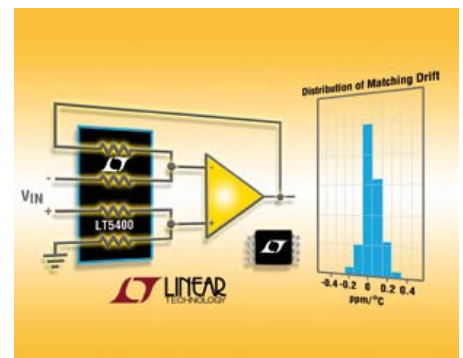 Distribution of Matching Drift
-
+
VIN
-
+
LT5400
LINEAR
TECHNOLOGY
-0.4 -0.2 0 0.2 0.4
ppm/°C